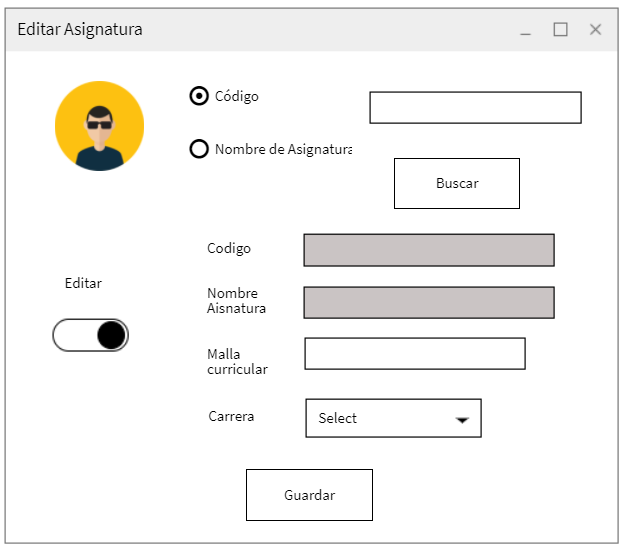 Editar Asignatura
Código
Nombre de Asignatura
Buscar
Codigo
Editar
Nombre
Aisnatura
Malla
curricular
Carrera
Select
Guardar